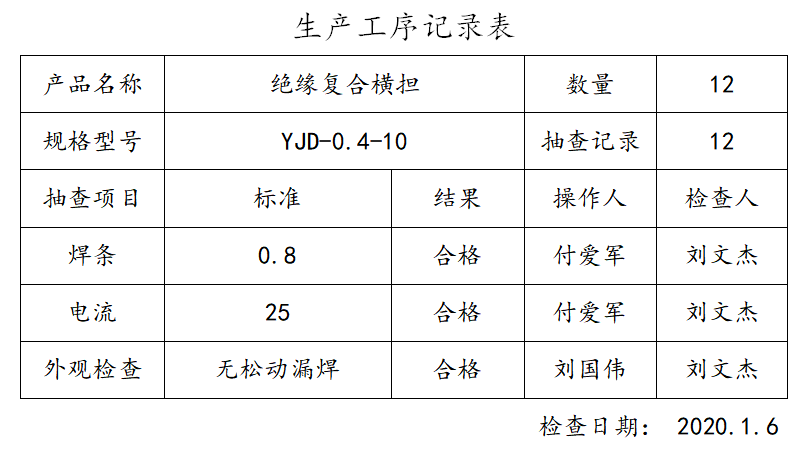 生产工序记录表
产品名称 绝缘复合横担 数量 12
规格型号 YJD-0.4-10 抽查记录 12
抽查项目 标准 结果 操作人 检查人
焊条 0.8 合格 付爱军 刘文杰
电流 25 合格 付爱军 刘文杰
外观检查 无松动漏焊 合格 刘国伟 刘文杰
检查日期： 2020.1.6